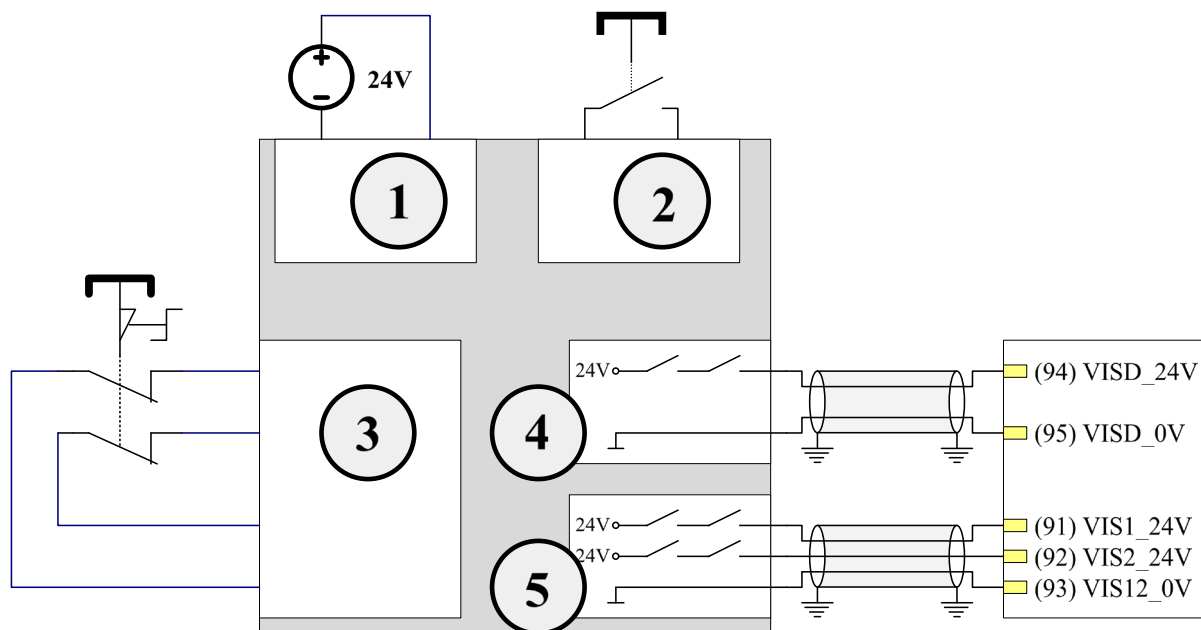 24V
1
2
3
24V
(94) VISD_24V
4
(95) VISD_0V
24V
(91) VIS1_24V
24V
(92) VIS2_24V
5
(93) VIS12_0V